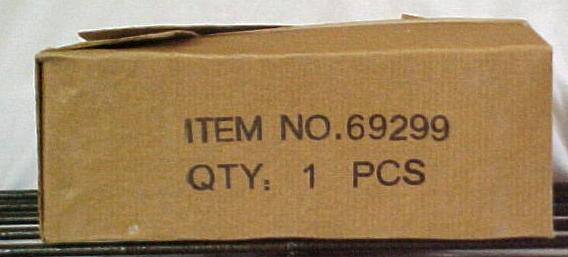 ITEM NO.69299
QTY: 1 PCS